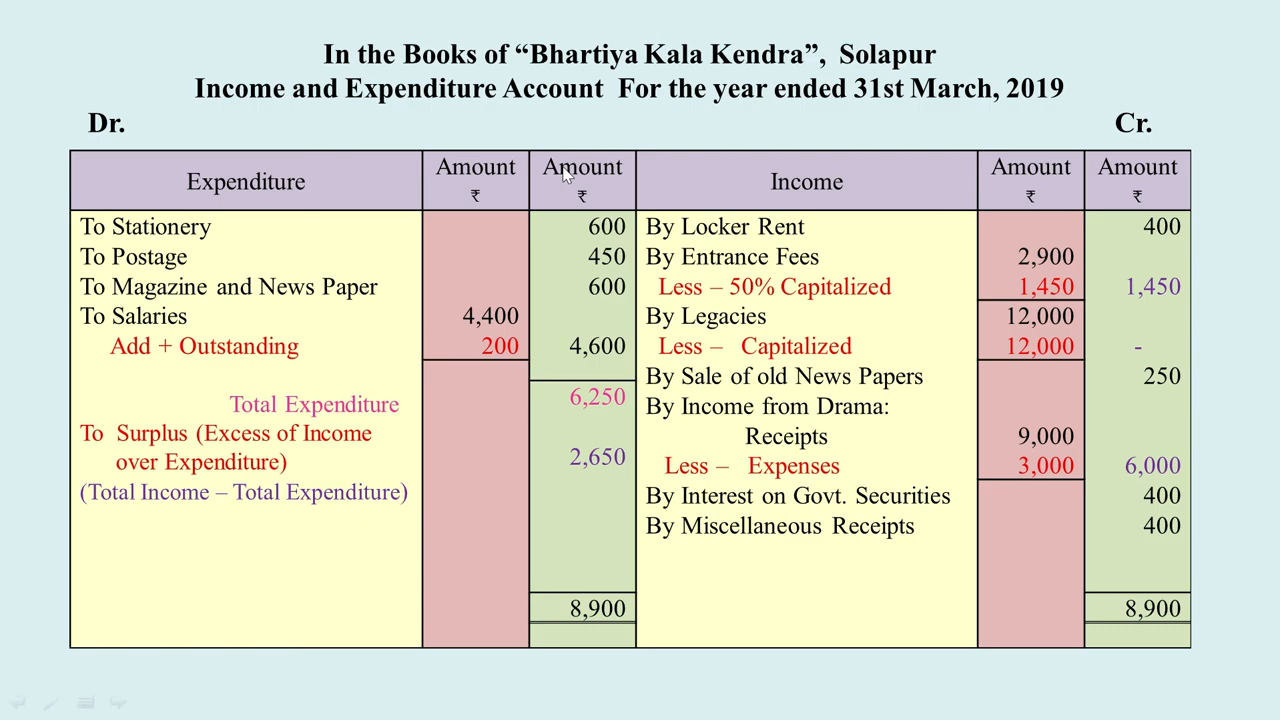 In the Books of “Bhartiya Kala Kendra”, Solapur
Income and Expenditure Account For the year ended 31st March, 2019
Dr. Cr.
Expenditure Amount ₹ Amount ₹ Income Amount ₹ Amount ₹
To Stationery 600 By Locker Rent 400
To Postage 450 By Entrance Fees 2,900
To Magazine and News Paper 600 Less – 50% Capitalized 1,450 1,450
To Salaries 4,400 By Legacies 12,000
Add + Outstanding 200 4,600 Less – Capitalized 12,000 -
By Sale of old News Papers 250
Total Expenditure 6,250 By Income from Drama:
To Surplus (Excess of Income Receipts 9,000
over Expenditure) 2,650 Less – Expenses 3,000 6,000
(Total Income – Total Expenditure) By Interest on Govt. Securities 400
By Miscellaneous Receipts 400
8,900 8,900